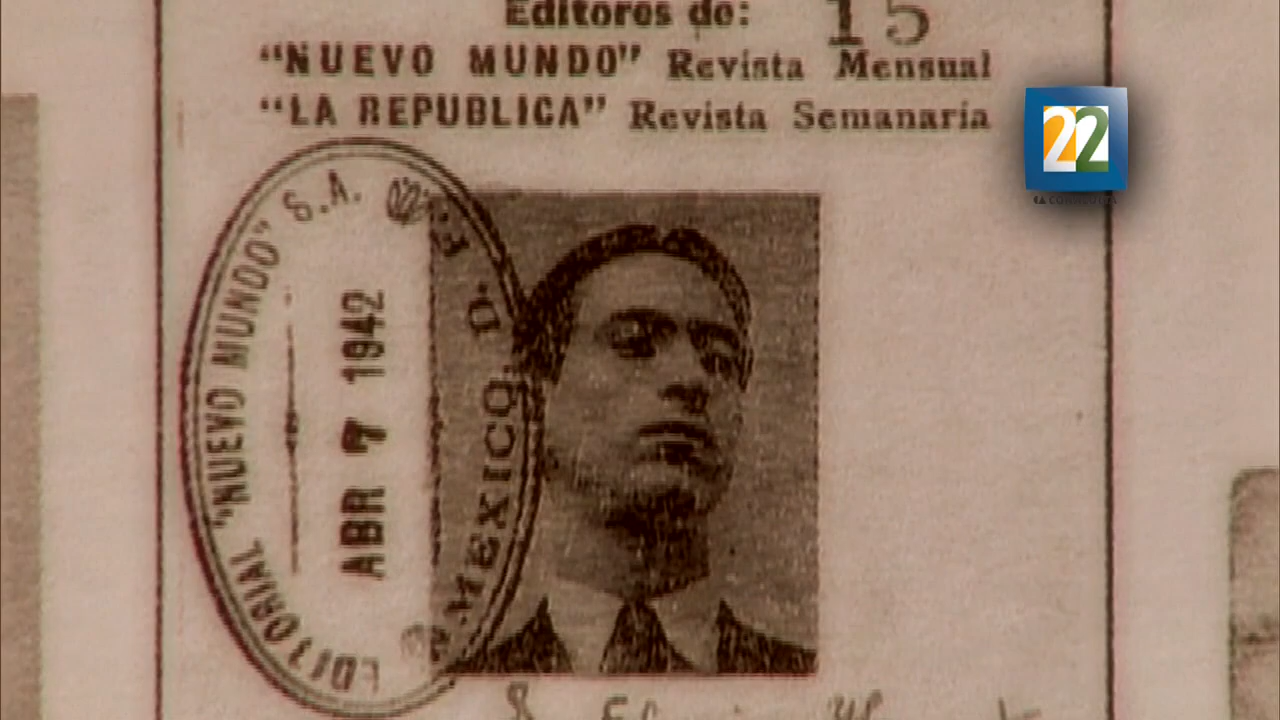 Editores de: 15
"NUEVO MUNDO" Revista Mensual
"LA REPUBLICA" Revista Semanaria
22
EDITORIAL "NUEVO MUNDO" S.A.
MEXICO, D. F.
ABR 7 1942